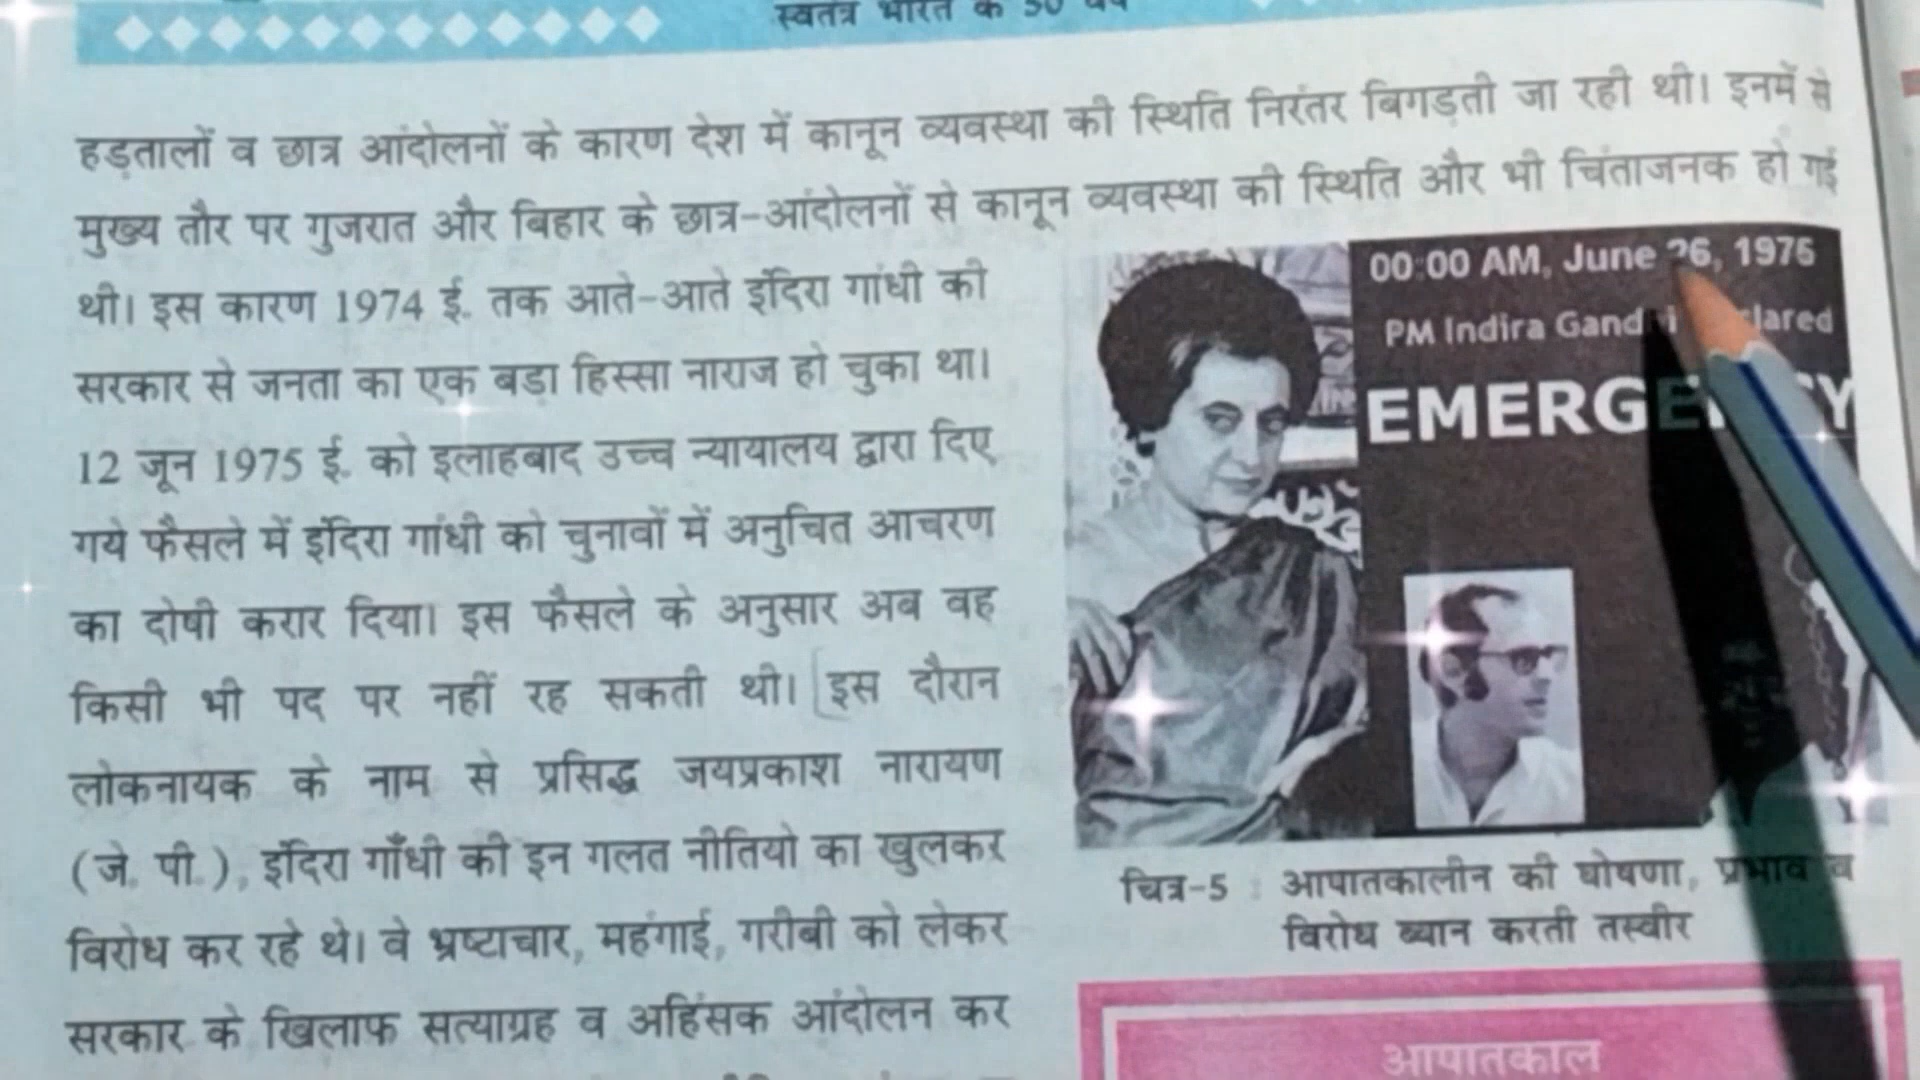 स्वतंत्र भारत के 50 वर्ष
हड़तालों व छात्र आंदोलनों के कारण देश में कानून व्यवस्था की स्थिति निरंतर बिगड़ती जा रही थी। इनमें से
मुख्य तौर पर गुजरात और बिहार के छात्र-आंदोलनों से कानून व्यवस्था की स्थिति और भी चिंताजनक हो गई
थी। इस कारण 1974 ई. तक आते-आते इंदिरा गांधी की
सरकार से जनता का एक बड़ा हिस्सा नाराज हो चुका था।
12 जून 1975 ई. को इलाहबाद उच्च न्यायालय द्वारा दिए
गये फैसले में इंदिरा गांधी को चुनावों में अनुचित आचरण
का दोषी करार दिया। इस फैसले के अनुसार अब वह
किसी भी पद पर नहीं रह सकती थी। इस दौरान
लोकनायक के नाम से प्रसिद्ध जयप्रकाश नारायण
(जे. पी.), इंदिरा गाँधी की इन गलत नीतियो का खुलकर
विरोध कर रहे थे। वे भ्रष्टाचार, महंगाई, गरीबी को लेकर
सरकार के खिलाफ सत्याग्रह व अहिंसक आंदोलन कर
00:00 AM, June 26, 1975
PM Indira Gandhi
EMERGENCY
चित्र-5 : आपातकालीन की घोषणा, प्रभाव व
विरोध ब्यान करती तस्वीर
आपातकाल